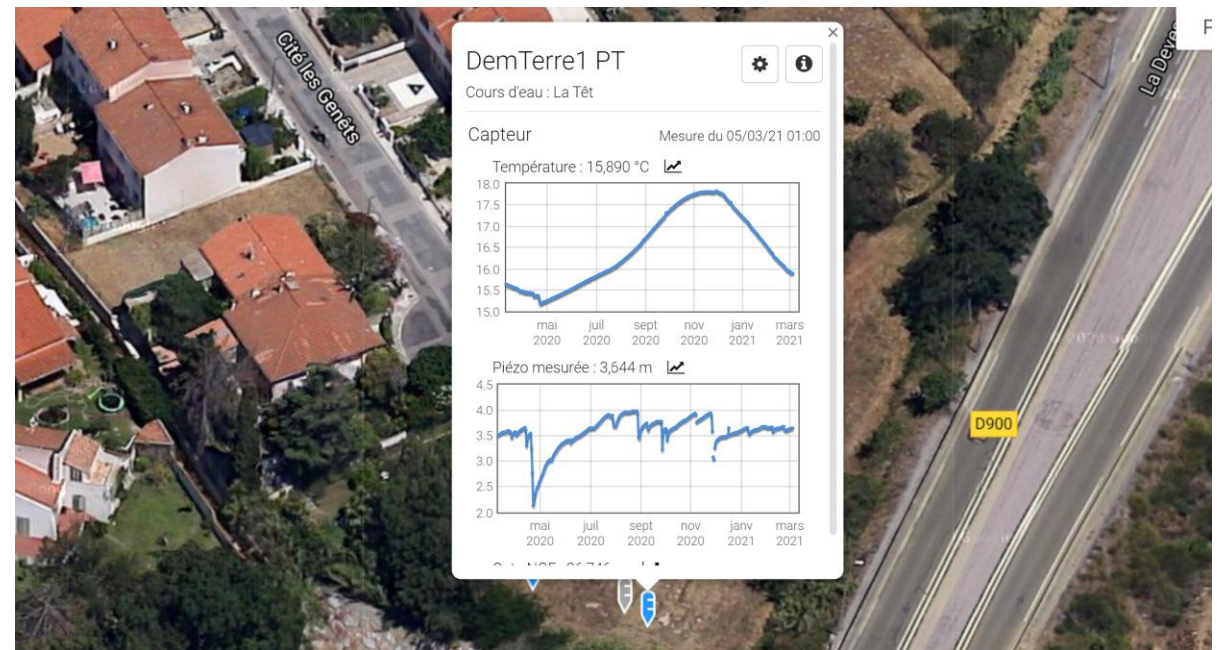 P
Cité les Genêts
La Deves
DemTerre1 PT
Cours d'eau : La Têt
Capteur
Mesure du 05/03/21 01:00
Température : 15,890 °C
18.0
17.5
17.0
16.5
16.0
15.5
15.0
mai juil sept nov janv mars
2020 2020 2020 2020 2021 2021
Piézo mesurée : 3,644 m
4.5
4.0
3.5
3.0
2.5
2.0
mai juil sept nov janv mars
2020 2020 2020 2020 2021 2021
D900
E
E